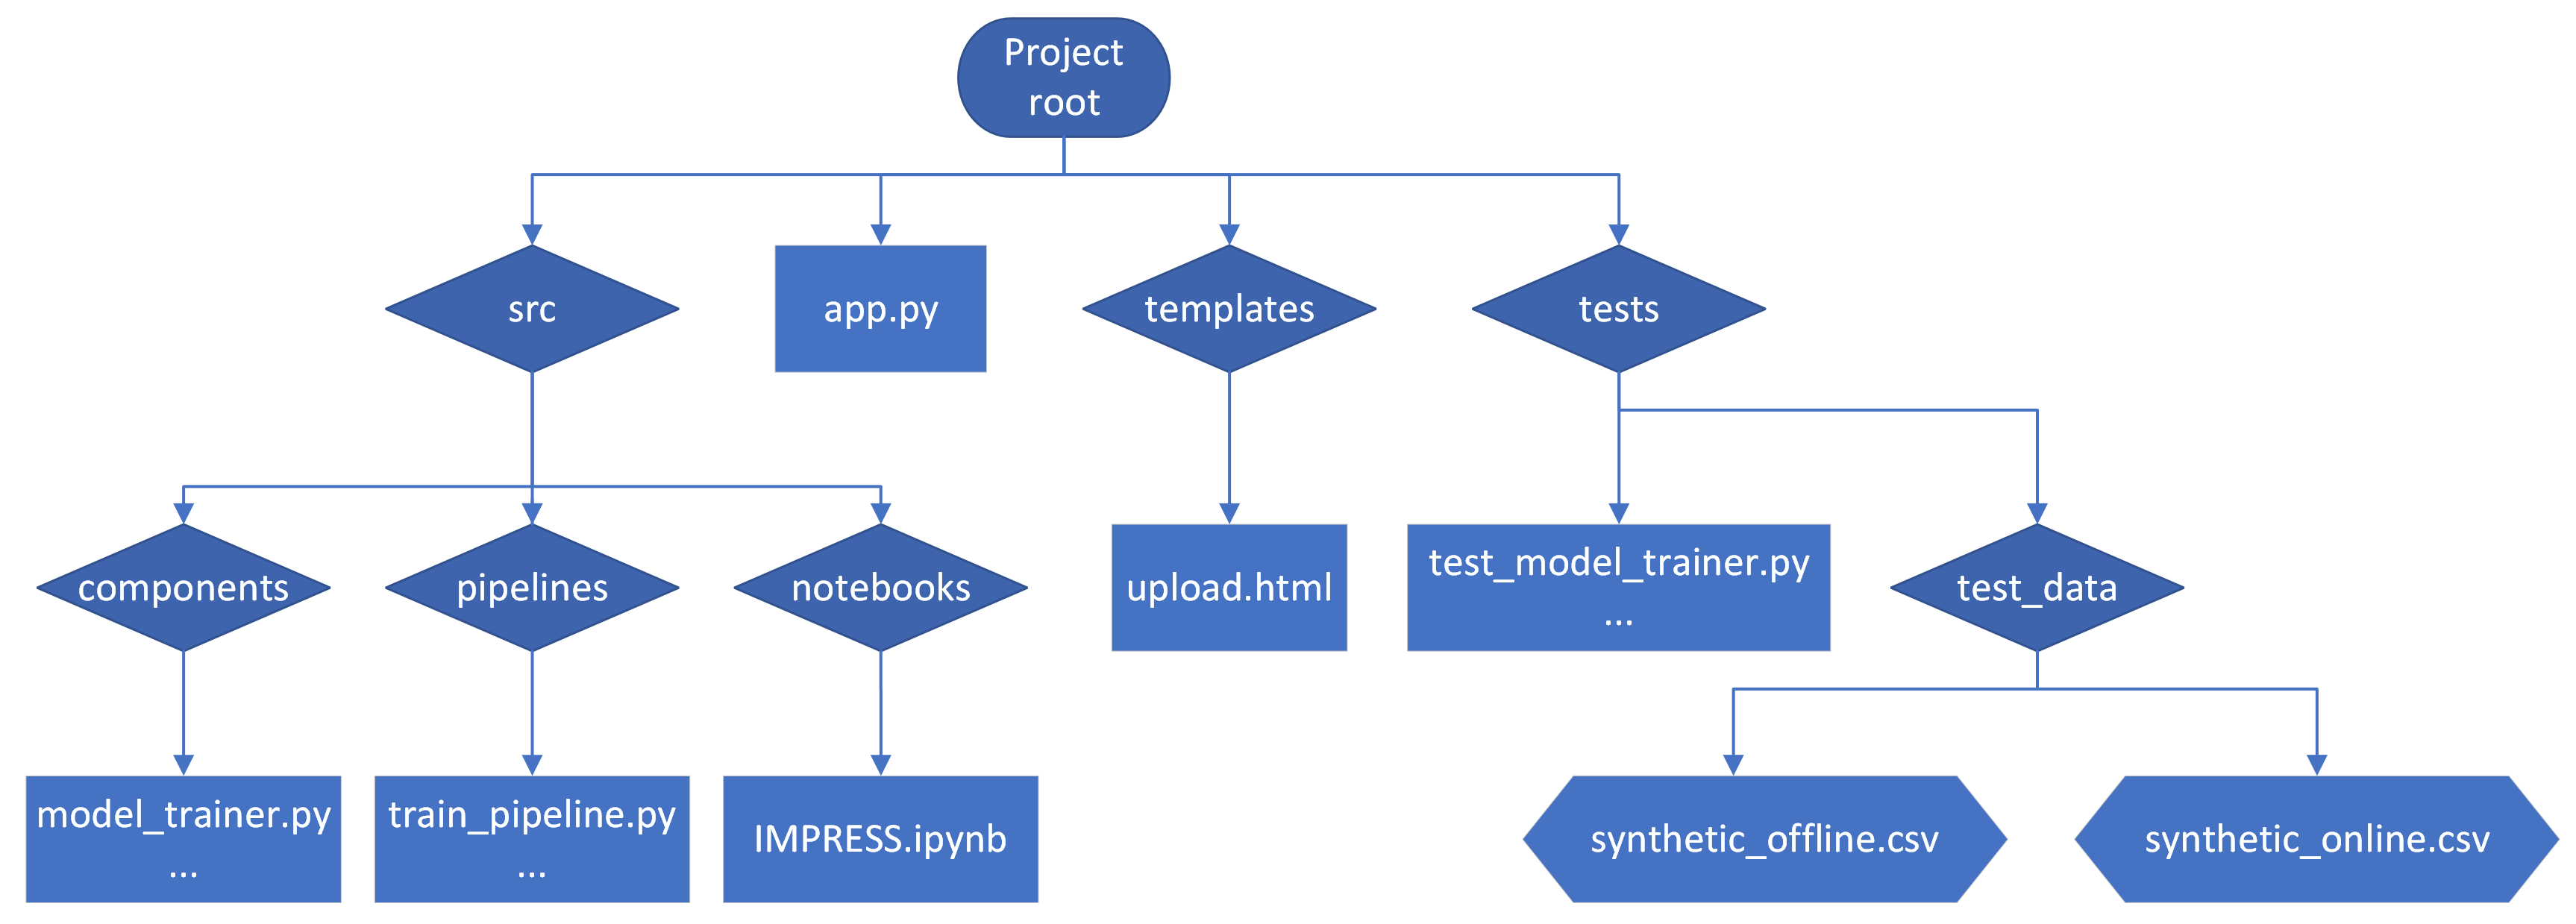 Project
root
src
app.py
templates
tests
components
pipelines
notebooks
upload.html
test_model_trainer.py
...
test_data
model_trainer.py
...
train_pipeline.py
...
IMPRESS.ipynb
synthetic_offline.csv
synthetic_online.csv